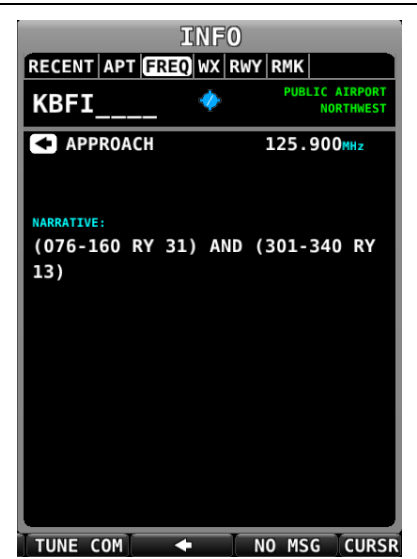 INFO
RECENT APT FREQ WX RWY RMK
KBFI____
PUBLIC AIRPORT
NORTHWEST
APPROACH 125.900MHz
NARRATIVE:
(076-160 RY 31) AND (301-340 RY
13)
TUNE COM NO MSG CURSR